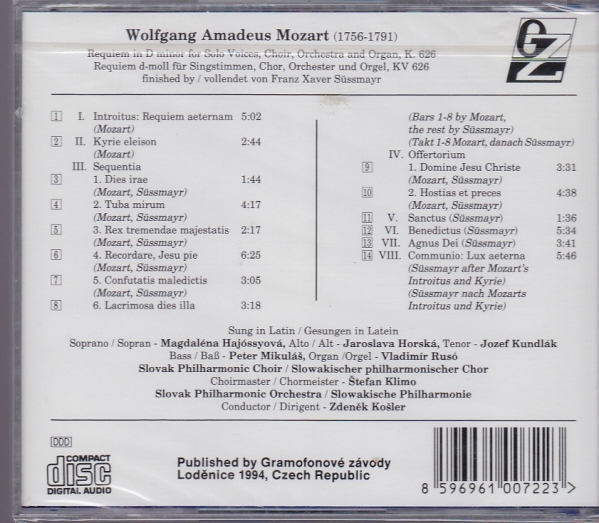 Wolfgang Amadeus Mozart (1756-1791)
Requiem in D minor for Solo Voices, Choir, Orchestra and Organ, K. 626
Requiem d-moll für Singstimmen, Chor, Orchester und Orgel, KV 626
finished by / vollendet von Franz Xaver Süssmayr
GZ
1 I. Introitus: Requiem aeternam 5:02
(Mozart)
2 II. Kyrie eleison 2:44
(Mozart)
III. Sequentia
3 1. Dies irae 1:44
(Mozart, Süssmayr)
4 2. Tuba mirum 4:17
(Mozart, Süssmayr)
5 3. Rex tremendae majestatis 2:17
(Mozart, Süssmayr)
6 4. Recordare, Jesu pie 6:25
(Mozart, Süssmayr)
7 5. Confutatis maledictis 3:05
(Mozart, Süssmayr)
8 6. Lacrimosa dies illa 3:18
(Bars 1-8 by Mozart,
the rest by Süssmayr)
(Takt 1-8 Mozart, danach Süssmayr)
IV. Offertorium
9 1. Domine Jesu Christe 3:31
(Mozart, Süssmayr)
10 2. Hostias et preces 4:38
(Mozart, Süssmayr)
11 V. Sanctus (Süssmayr) 1:36
12 VI. Benedictus (Süssmayr) 5:34
13 VII. Agnus Dei (Süssmayr) 3:41
14 VIII. Communio: Lux aeterna 5:46
(Süssmayr after Mozart's
Introitus and Kyrie)
(Süssmayr nach Mozarts
Introitus und Kyrie)
Sung in Latin / Gesungen in Latein
Soprano / Sopran - Magdaléna Hajóssyová, Alto / Alt - Jaroslava Horská, Tenor - Jozef Kundlák
Bass / Baß - Peter Mikuláš, Organ /Orgel - Vladimír Rusó
Slovak Philharmonic Choir / Slowakischer philharmonischer Chor
Choirmaster / Chormeister - Štefan Klimo
Slovak Philharmonic Orchestra / Slowakische Philharmonie
Conductor / Dirigent - Zdeněk Košler
DDD
COMPACT
disc
DIGITAL AUDIO
Published by Gramofonové závody
Loděnice 1994, Czech Republic
8 596961 007223 >